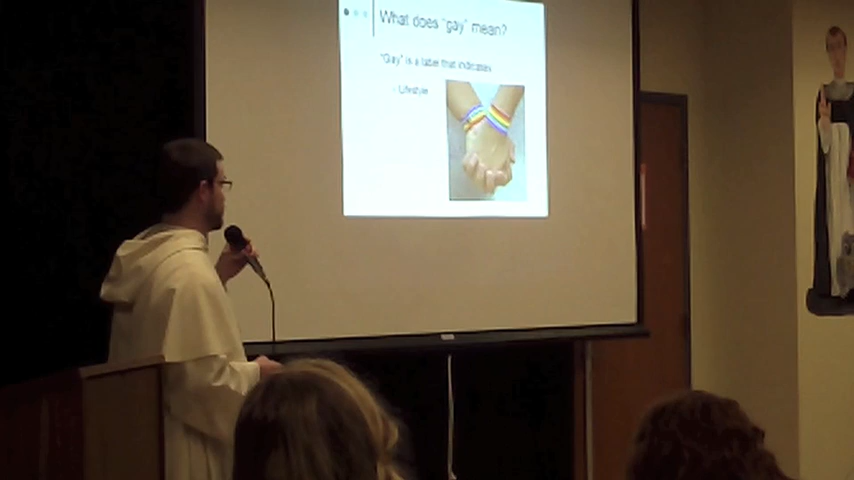 What does "gay" mean?
"Gay" is a label that indicates
Lifestyle